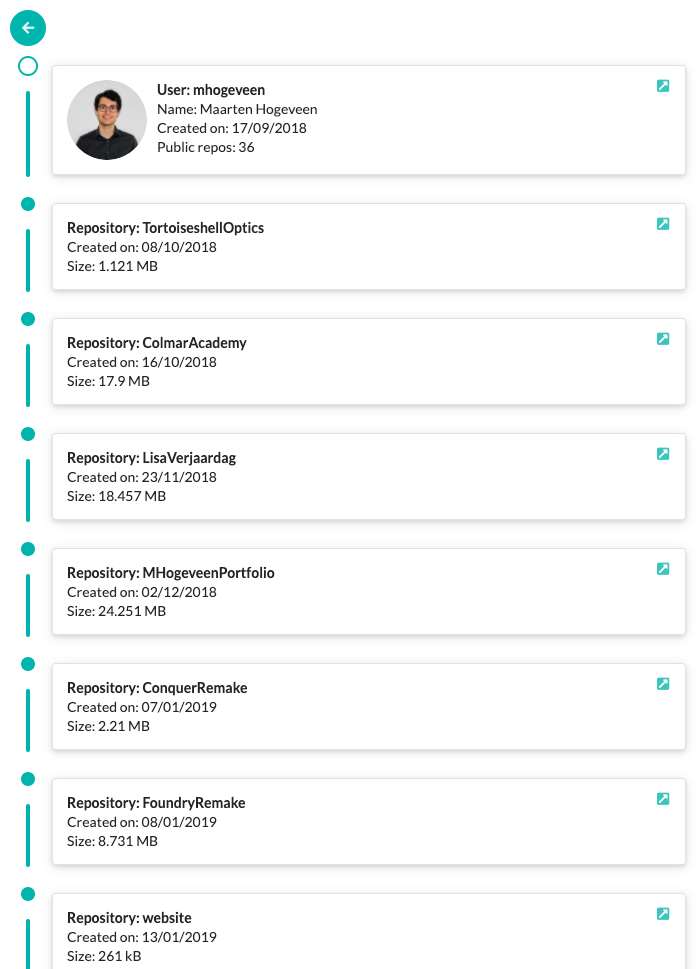 User: mhogeveen
Name: Maarten Hogeveen
Created on: 17/09/2018
Public repos: 36
Repository: TortoiseshellOptics
Created on: 08/10/2018
Size: 1.121 MB
Repository: ColmarAcademy
Created on: 16/10/2018
Size: 17.9 MB
Repository: LisaVerjaardag
Created on: 23/11/2018
Size: 18.457 MB
Repository: MHogeveenPortfolio
Created on: 02/12/2018
Size: 24.251 MB
Repository: ConquerRemake
Created on: 07/01/2019
Size: 2.21 MB
Repository: FoundryRemake
Created on: 08/01/2019
Size: 8.731 MB
Repository: website
Created on: 13/01/2019
Size: 261 kB